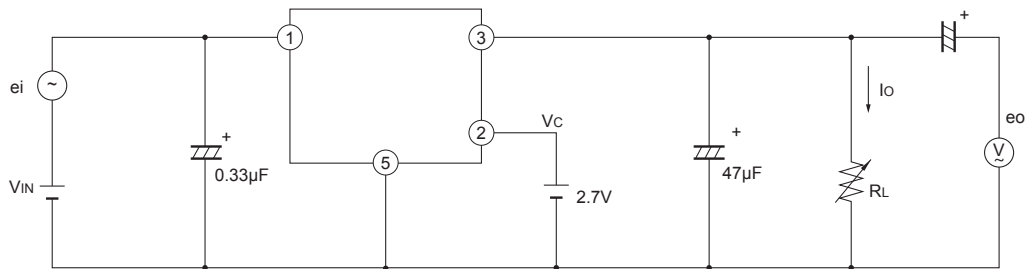 +
1
3
ei
~
IO
+
+
VC
2
eo
V
~
0.33µF
5
47µF
VIN
2.7V
RL